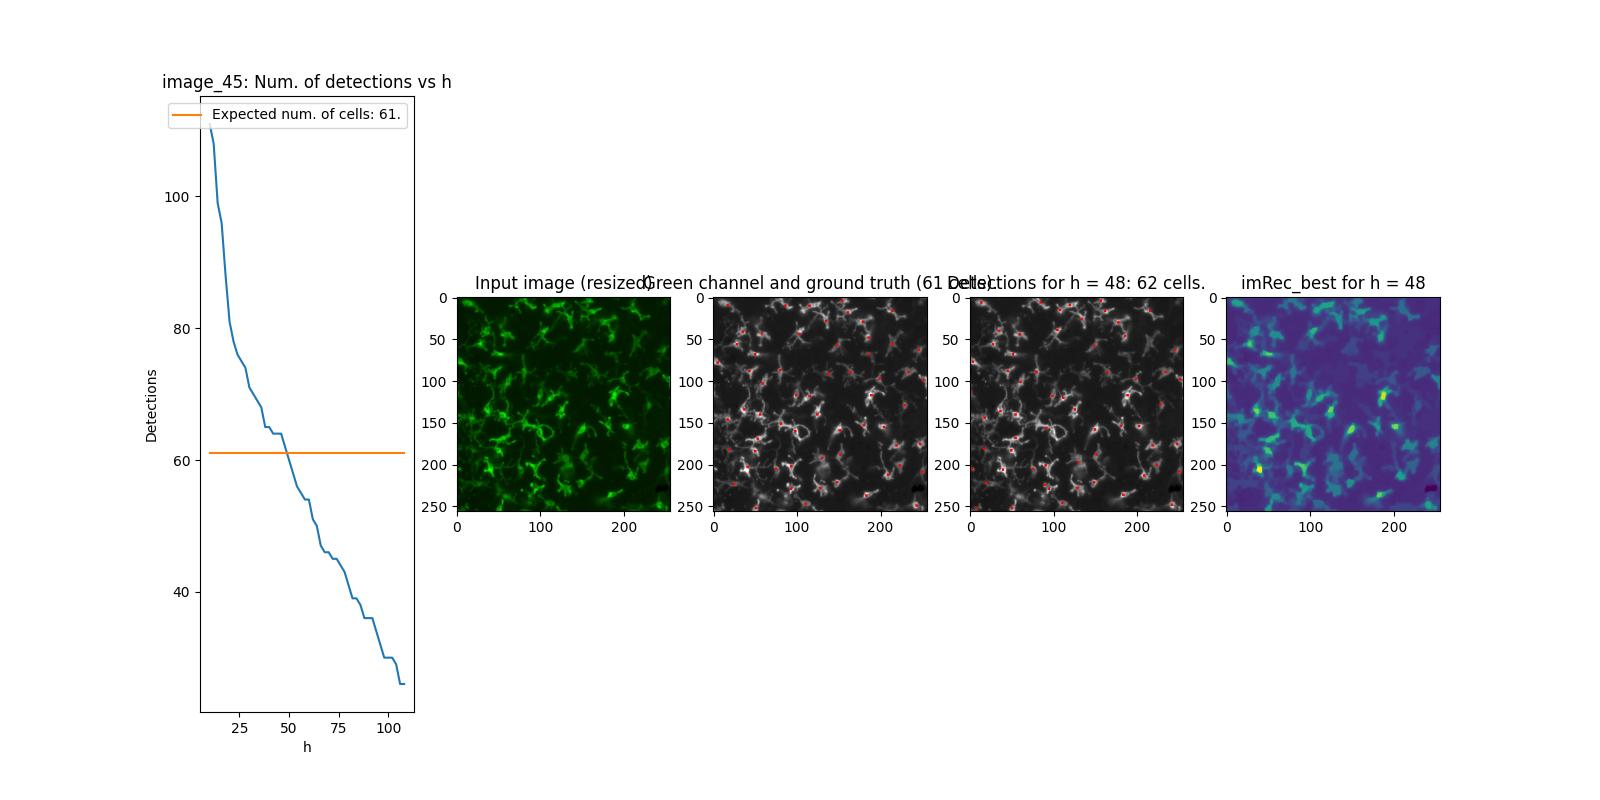 image_45: Num. of detections vs h
Expected num. of cells: 61.
100
80
60
40
Detections
25 50 75 100
h
Input image (resized)
0
50
100
150
200
250
0 100 200
Green channel and ground truth (61 cells).
0
50
100
150
200
250
0 100 200
Detections for h = 48: 62 cells.
0
50
100
150
200
250
0 100 200
imRec_best for h = 48
0
50
100
150
200
250
0 100 200